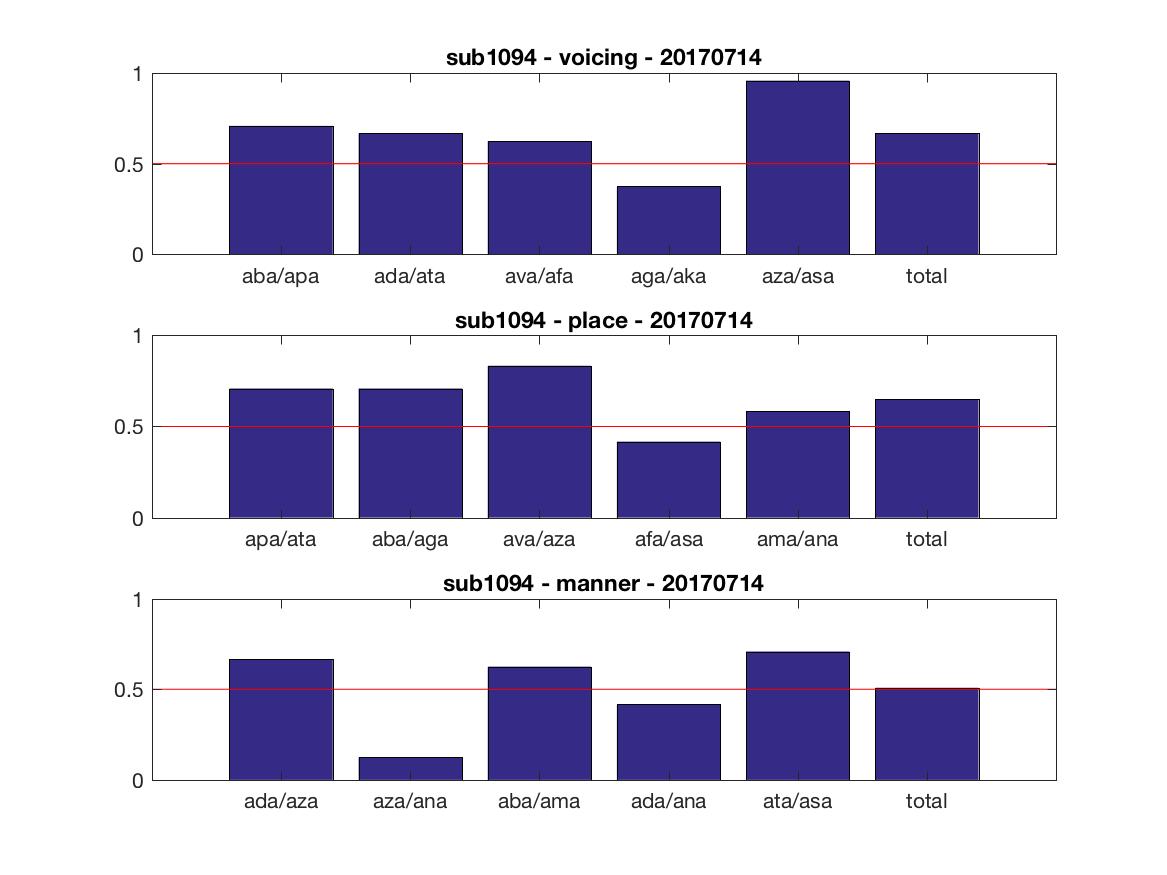 sub1094 - voicing - 20170714
1
0.5
0
aba/apa ada/ata ava/afa aga/aka aza/asa total
sub1094 - place - 20170714
1
0.5
0
apa/ata aba/aga ava/aza afa/asa ama/ana total
sub1094 - manner - 20170714
1
0.5
0
ada/aza aza/ana aba/ama ada/ana ata/asa total